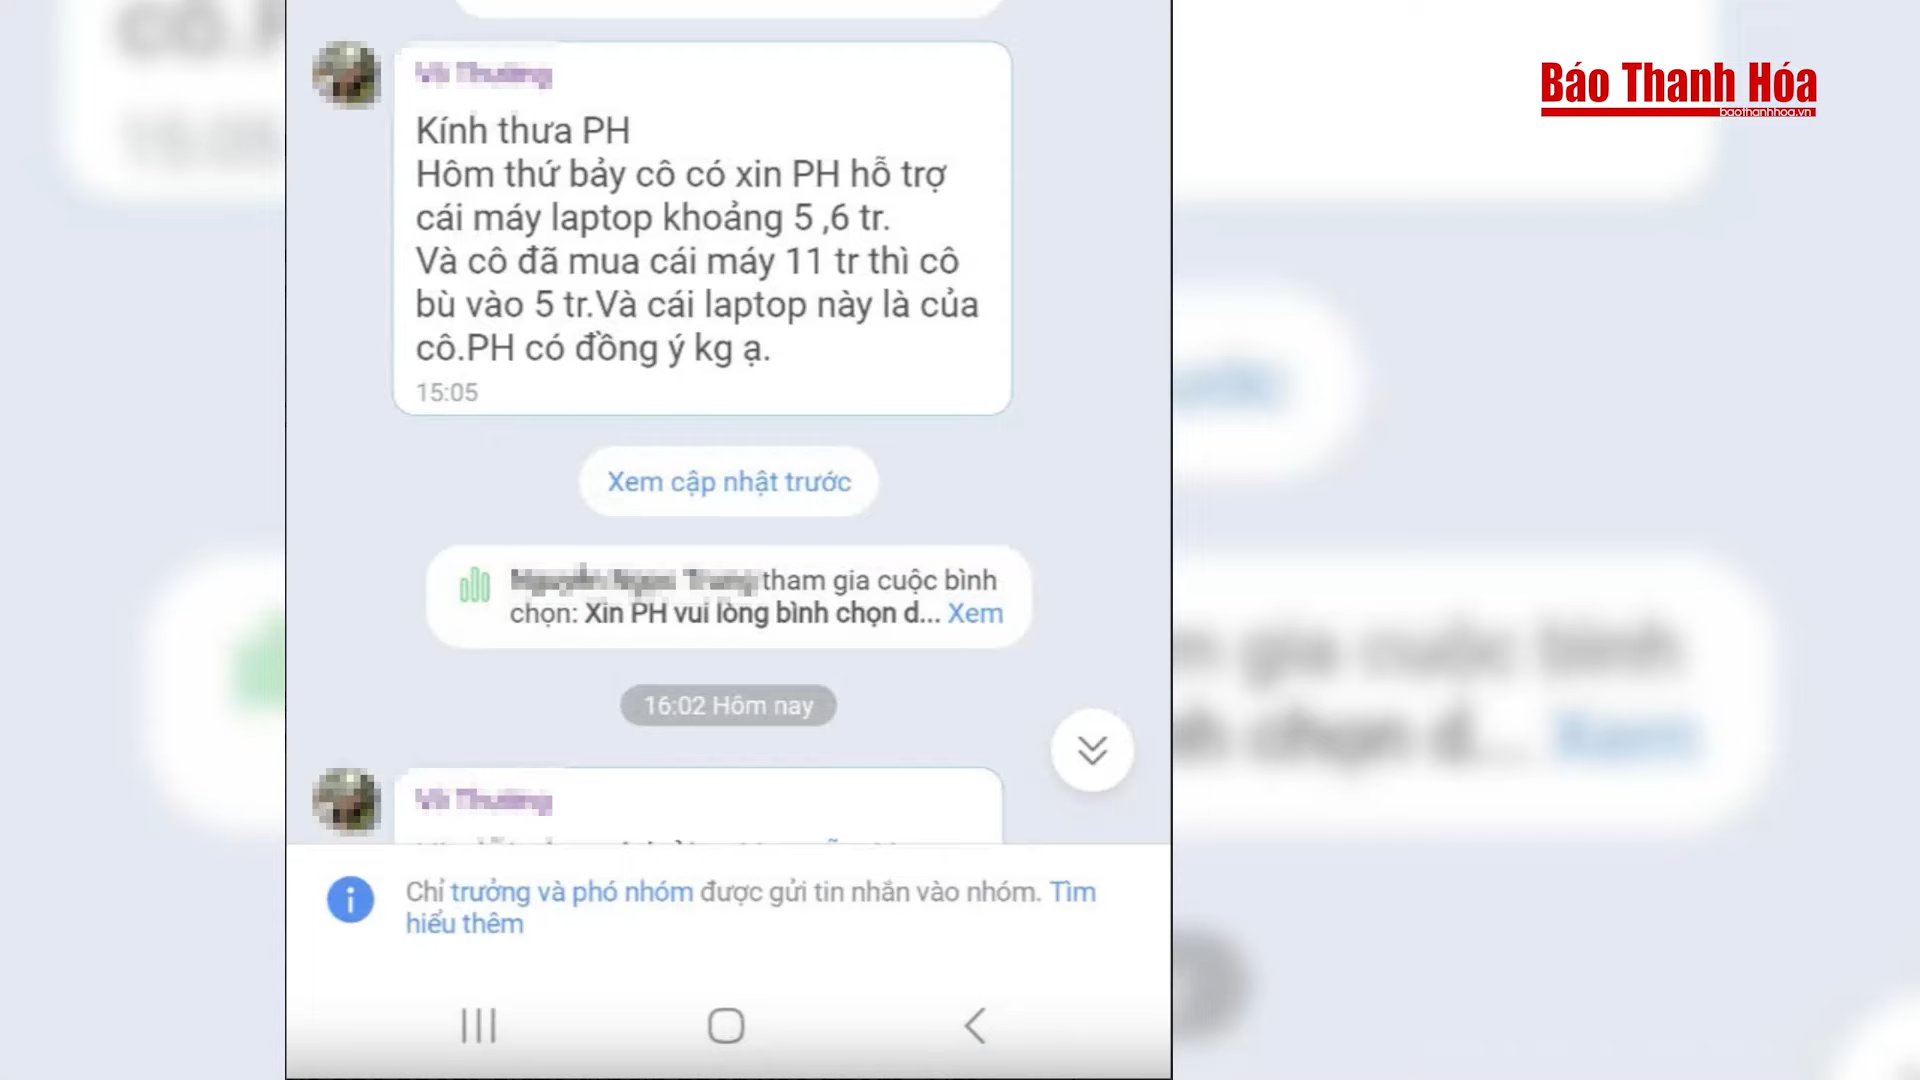 Báo Thanh Hóa
baothanhhoa.vn
Kính thưa PH
Hôm thứ bảy cô có xin PH hỗ trợ
cái máy laptop khoảng 5 ,6 tr.
Và cô đã mua cái máy 11 tr thì cô
bù vào 5 tr.Và cái laptop này là của
cô.PH có đồng ý kg ạ.
15:05
Xem cập nhật trước
tham gia cuộc bình
chọn: Xin PH vui lòng bình chọn d... Xem
16:02 Hôm nay
Chỉ trưởng và phó nhóm được gửi tin nhắn vào nhóm. Tìm
hiểu thêm